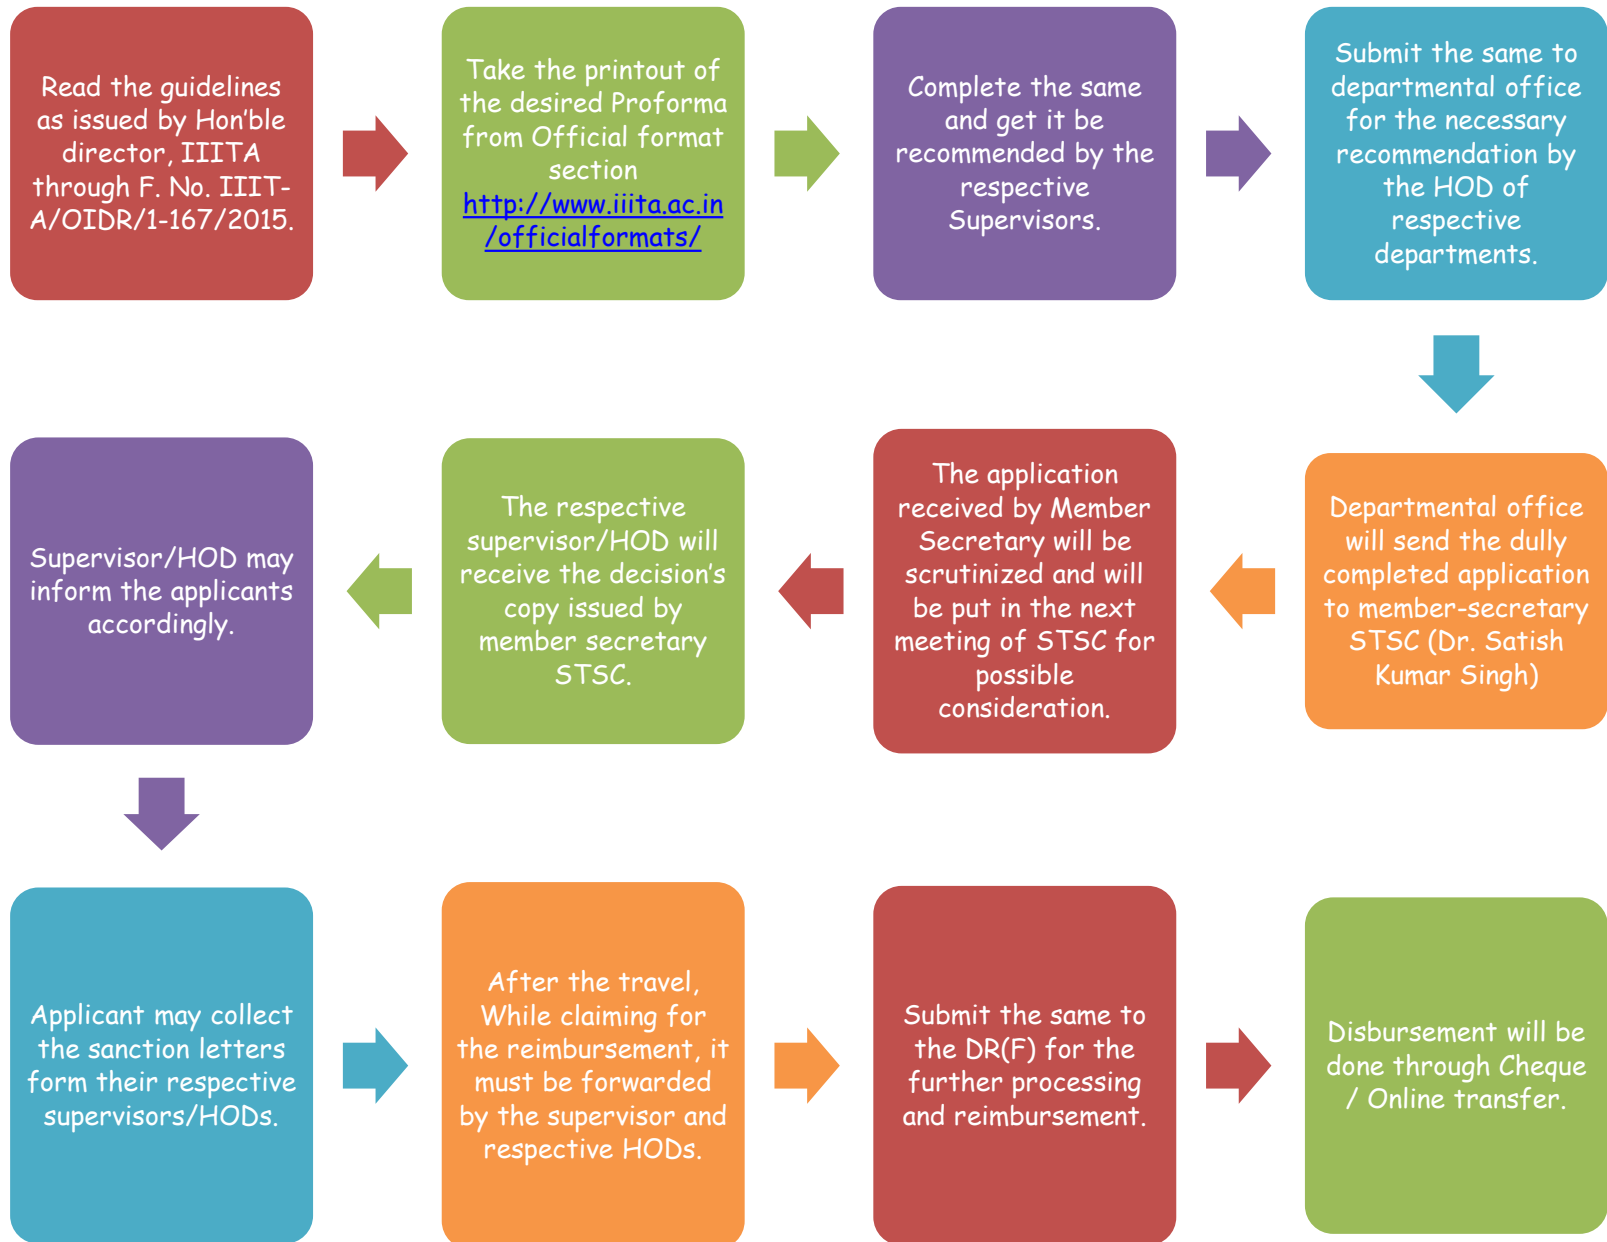 Read the guidelines
as issued by Hon'ble
director, IIITA
through F. No. IIIT-
A/OIDR/1-167/2015.
Take the printout of
the desired Proforma
from Official format
section
http://www.iiita.ac.in
/officialformats/
Complete the same
and get it be
recommended by the
respective
Supervisors.
Submit the same to
departmental office
for the necessary
recommendation by
the HOD of
respective
departments.
Departmental office
will send the dully
completed application
to member-secretary
STSC (Dr. Satish
Kumar Singh)
The application
received by Member
Secretary will be
scrutinized and will
be put in the next
meeting of STSC for
possible
consideration.
The respective
supervisor/HOD will
receive the decision's
copy issued by
member secretary
STSC.
Supervisor/HOD may
inform the applicants
accordingly.
Applicant may collect
the sanction letters
form their respective
supervisors/HODs.
After the travel,
While claiming for
the reimbursement, it
must be forwarded
by the supervisor and
respective HODs.
Submit the same to
the DR(F) for the
further processing
and reimbursement.
Disbursement will be
done through Cheque
/ Online transfer.